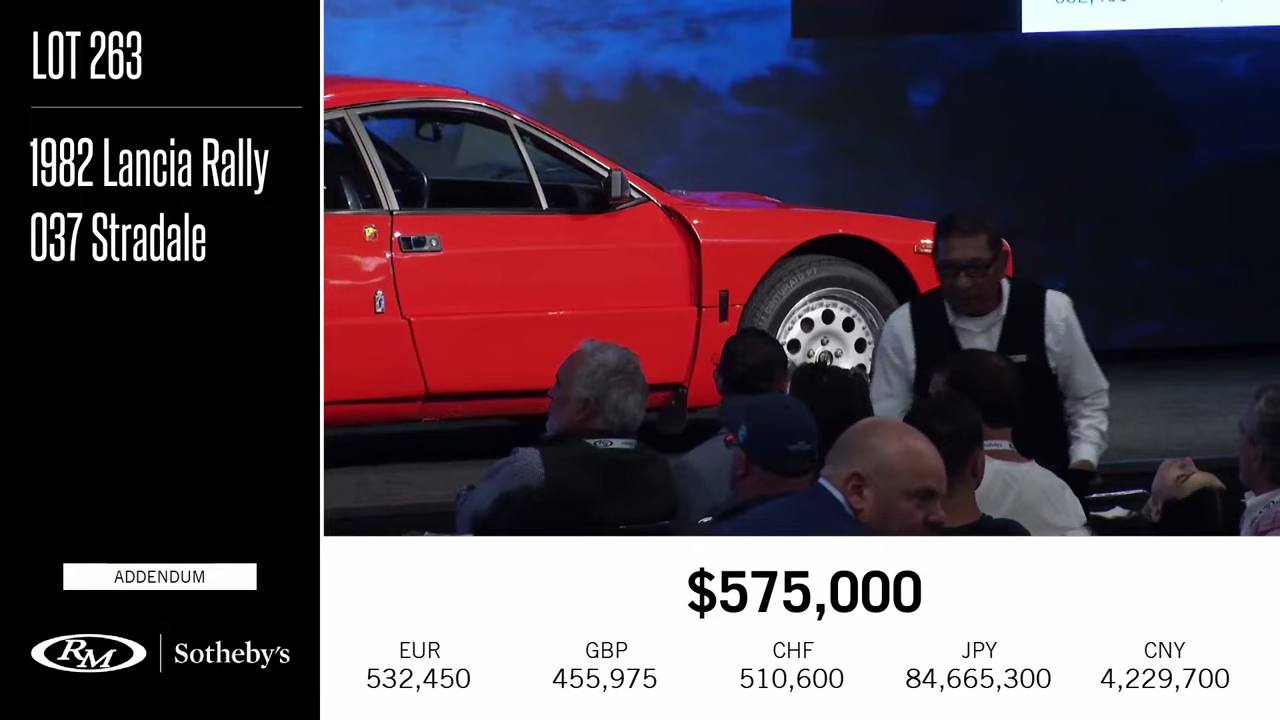 LOT 263
1982 Lancia Rally
037 Stradale
ADDENDUM
RM Sotheby's
$575,000
EUR GBP CHF JPY CNY
532,450 455,975 510,600 84,665,300 4,229,700